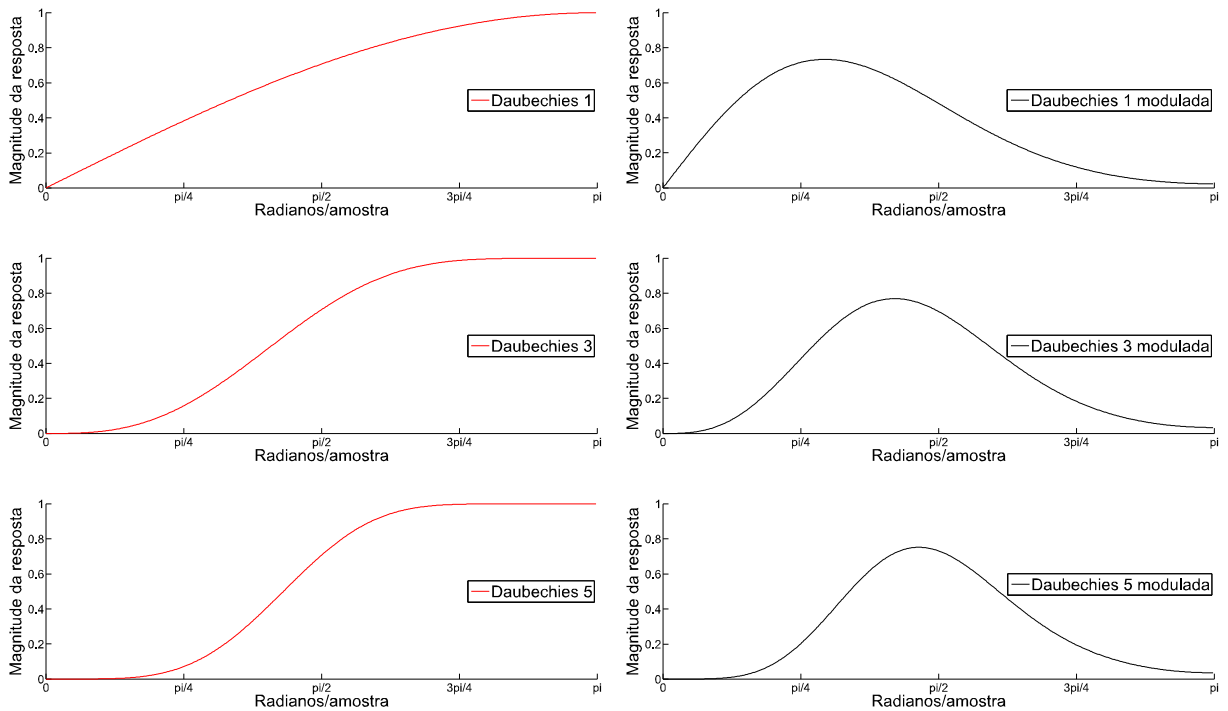 Magnitude da resposta
1
0.8
0.6
0.4
0.2
0
0
pi/4
pi/2
3pi/4
pi
Radianos/amostra
Daubechies 1
Magnitude da resposta
1
0.8
0.6
0.4
0.2
0
0
pi/4
pi/2
3pi/4
pi
Radianos/amostra
Daubechies 1 modulada
Magnitude da resposta
1
0.8
0.6
0.4
0.2
0
0
pi/4
pi/2
3pi/4
pi
Radianos/amostra
Daubechies 3
Magnitude da resposta
1
0.8
0.6
0.4
0.2
0
0
pi/4
pi/2
3pi/4
pi
Radianos/amostra
Daubechies 3 modulada
Magnitude da resposta
1
0.8
0.6
0.4
0.2
0
0
pi/4
pi/2
3pi/4
pi
Radianos/amostra
Daubechies 5
Magnitude da resposta
1
0.8
0.6
0.4
0.2
0
0
pi/4
pi/2
3pi/4
pi
Radianos/amostra
Daubechies 5 modulada